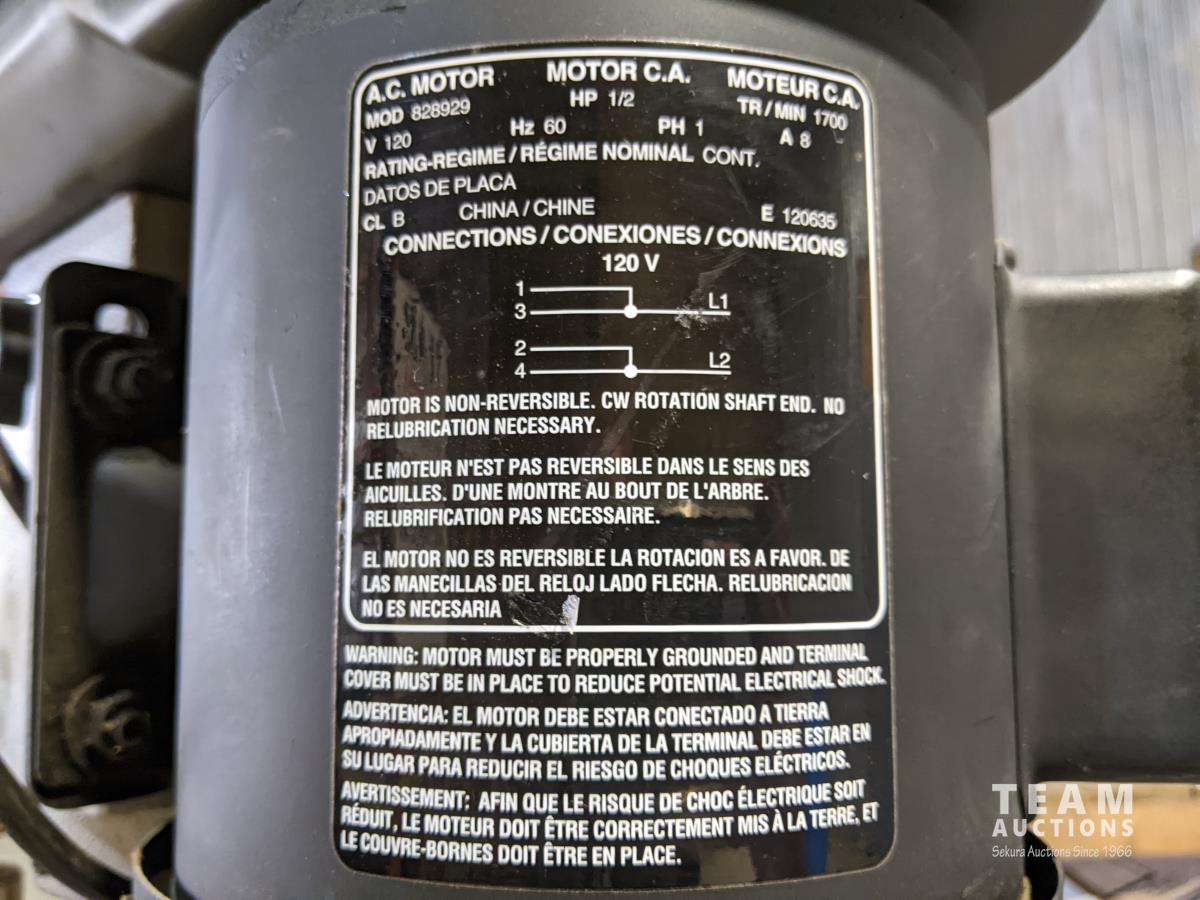 A.C. MOTOR MOTOR C.A. MOTEUR C.A.
MOD 828929 HP 1/2 TR/MIN 1700
V 120 Hz 60 PH 1 A 8
RATING-REGIME / RÉGIME NOMINAL CONT.
DATOS DE PLACA
CL B CHINA / CHINE E 120635
CONNECTIONS / CONEXIONES / CONNEXIONS
120 V
1
3 L1
2
4 L2
MOTOR IS NON-REVERSIBLE. CW ROTATION SHAFT END. NO
RELUBRICATION NECESSARY.
LE MOTEUR N'EST PAS REVERSIBLE DANS LE SENS DES
AICUILLES. D'UNE MONTRE AU BOUT DE L'ARBRE.
RELUBRIFICATION PAS NECESSAIRE.
EL MOTOR NO ES REVERSIBLE LA ROTACION ES A FAVOR. DE
LAS MANECILLAS DEL RELOJ LADO FLECHA. RELUBRICACION
NO ES NECESARIA
WARNING: MOTOR MUST BE PROPERLY GROUNDED AND TERMINAL
COVER MUST BE IN PLACE TO REDUCE POTENTIAL ELECTRICAL SHOCK.
ADVERTENCIA: EL MOTOR DEBE ESTAR CONECTADO A TIERRA
APROPIADAMENTE Y LA CUBIERTA DE LA TERMINAL DEBE ESTAR EN
SU LUGAR PARA REDUCIR EL RIESGO DE CHOQUES ELÉCTRICOS.
AVERTISSEMENT: AFIN QUE LE RISQUE DE CHOC ÉLECTRIQUE SOIT
RÉDUIT, LE MOTEUR DOIT ÊTRE CORRECTEMENT MIS À LA TERRE, ET
LE COUVRE-BORNES DOIT ÊTRE EN PLACE.
TEAM
AUCTIONS
Sekura Auctions Since 1966